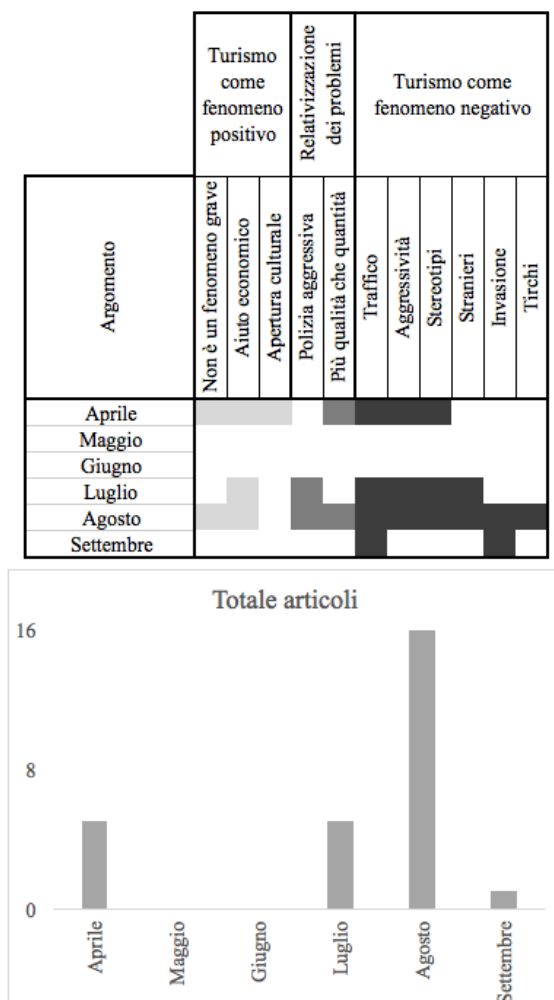 Turismo
come
fenomeno
positivo
Relativizzazione
dei problemi
Turismo come
fenomeno negativo
Argomento
Non è un fenomeno grave
Aiuto economico
Apertura culturale
Polizia aggressiva
Più qualità che quantità
Traffico
Aggressività
Stereotipi
Stranieri
Invasione
Tirchi
Aprile
Maggio
Giugno
Luglio
Agosto
Settembre
Totale articoli
16
8
0
Aprile
Maggio
Giugno
Luglio
Agosto
Settembre